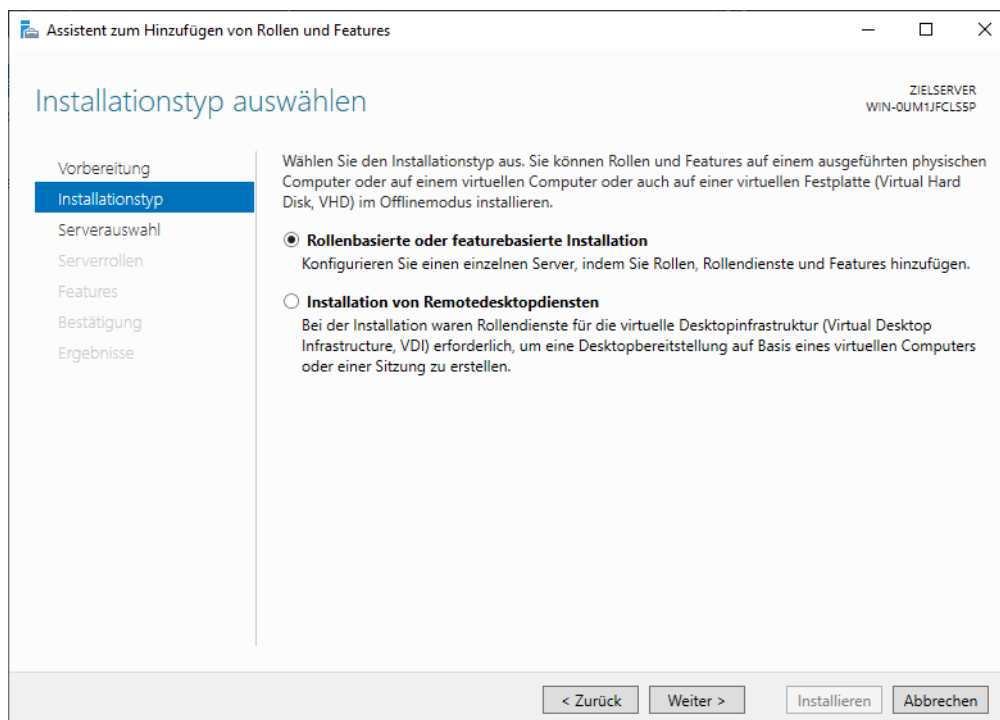 Assistent zum Hinzufügen von Rollen und Features
Installationstyp auswählen
ZIELSERVER
WIN-0UM1JFCLS5P
Vorbereitung
Installationstyp
Serverauswahl
Serverrollen
Features
Bestätigung
Ergebnisse
Wählen Sie den Installationstyp aus. Sie können Rollen und Features auf einem ausgeführten physischen
Computer oder auf einem virtuellen Computer oder auch auf einer virtuellen Festplatte (Virtual Hard
Disk, VHD) im Offlinemodus installieren.
Rollenbasierte oder featurebasierte Installation
Konfigurieren Sie einen einzelnen Server, indem Sie Rollen, Rollendienste und Features hinzufügen.
Installation von Remotedesktopdiensten
Bei der Installation waren Rollendienste für die virtuelle Desktopinfrastruktur (Virtual Desktop
Infrastructure, VDI) erforderlich, um eine Desktopbereitstellung auf Basis eines virtuellen Computers
oder einer Sitzung zu erstellen.
< Zurück
Weiter >
Installieren
Abbrechen